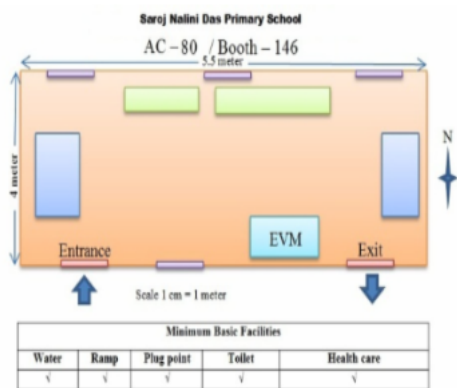 Saroj Nalini Das Primary School
AC - 80 / Booth - 146
5.5 meter
4 meter
N
Entrance
EVM
Exit
Scale 1 cm = 1 meter
Minimum Basic Facilities
Water Ramp Plug point Toilet Health care
√ √ √ √ √